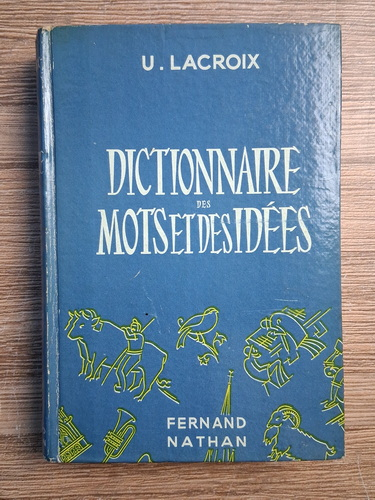 U. LACROIX
DICTIONNAIRE
DES
MOTS ET DES IDÉES
FERNAND
NATHAN